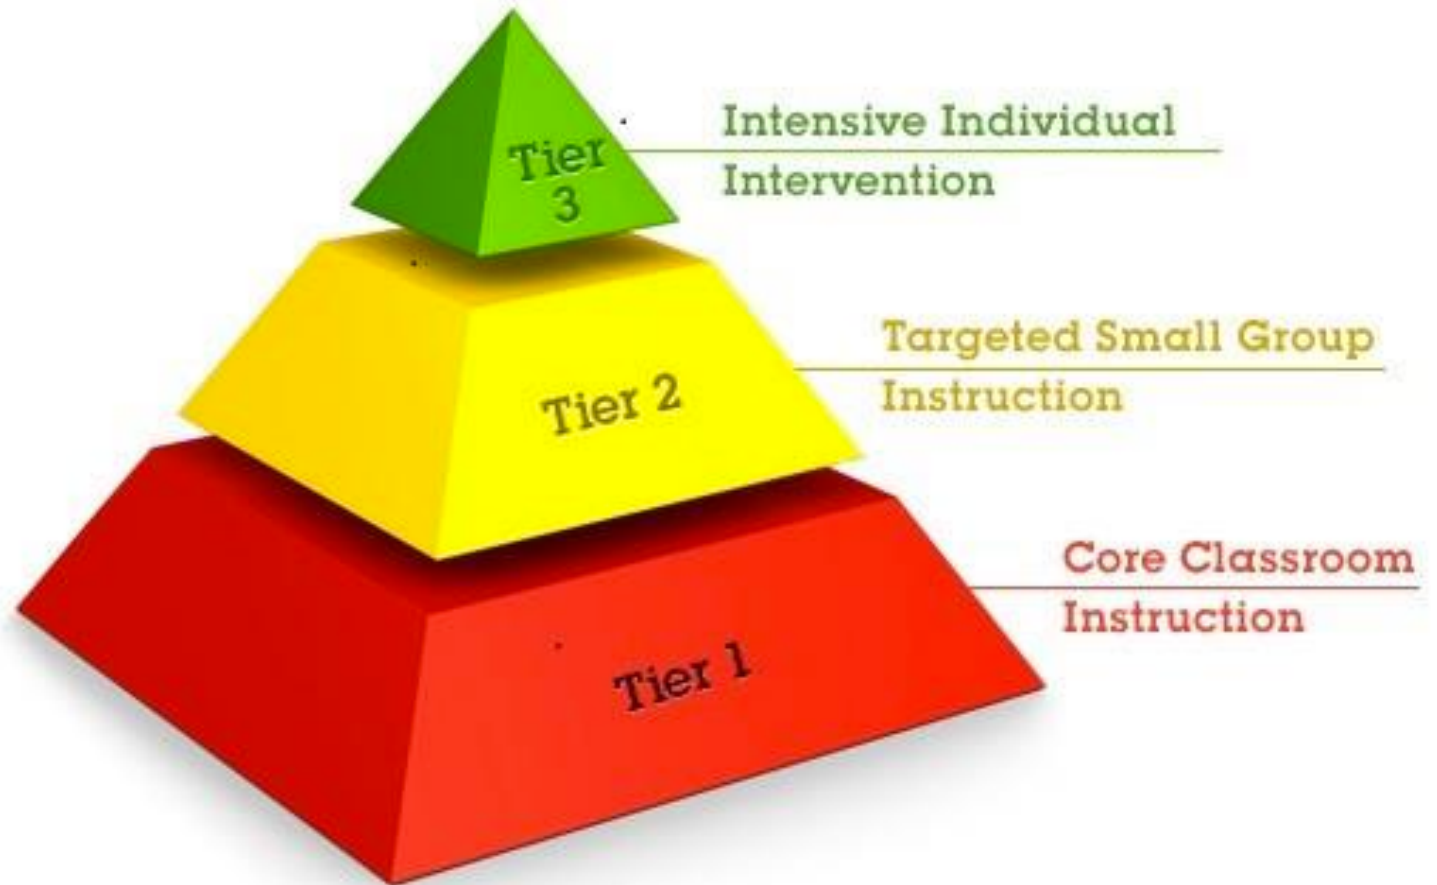 Tier
3
Intensive Individual
Intervention
Tier 2
Targeted Small Group
Instruction
Tier 1
Core Classroom
Instruction